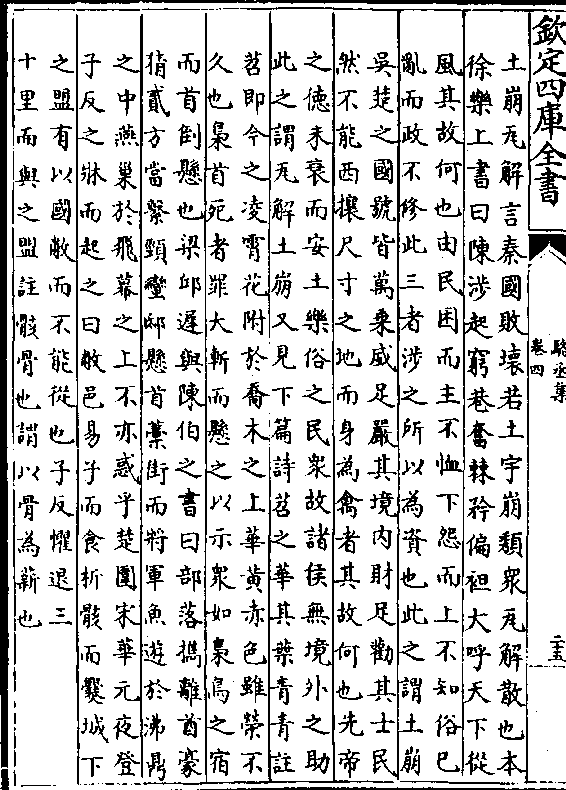 欽定四庫全書
駱丞集
卷四
二十五
土崩瓦解言秦國敗壞若土宇崩頽衆瓦解散也本
徐樂上書曰陳涉起窮巷奮棘矜偏袒大呼天下從
風其故何也由民困而主不恤下怨而上不知俗已
亂而政不修此三者涉之所以為資也此之謂土崩
吳楚之國號皆萬乗威足嚴其境内財足勸其士民
然不能西攘尺寸之地而身為禽者其故何也先帝
之德未衰而安土樂俗之民衆故諸侯無境外之助
此之謂瓦解土崩又見下篇詩苕之華其葉青青註
苕即今之凌霄花附於喬木之上華黄赤色雖榮不
久也梟首死者罪大斬而懸之以示衆如梟鳥之宿
而首倒懸也梁邱遲與陳伯之書曰部落攜離酋豪
猜貳方當繫頸蠻邸懸首藁街而將軍魚遊於沸鼎
之中燕巢於飛幕之上不亦惑乎楚圍宋華元夜登
子反之牀而起之曰敝邑易子而食析骸而㸑城下
之盟有以國敝而不能從也子反懼退三
十里而與之盟註骸骨也謂以骨為薪也